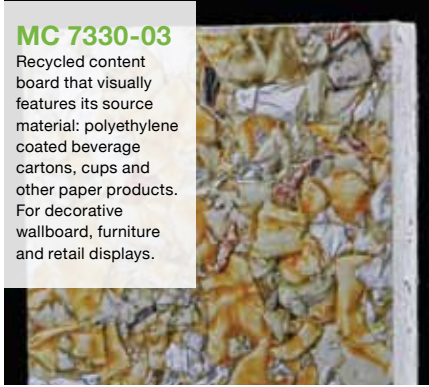 MC 7330-03
Recycled content
board that visually
features its source
material: polyethylene
coated beverage
cartons, cups and
other paper products.
For decorative
wallboard, furniture
and retail displays.